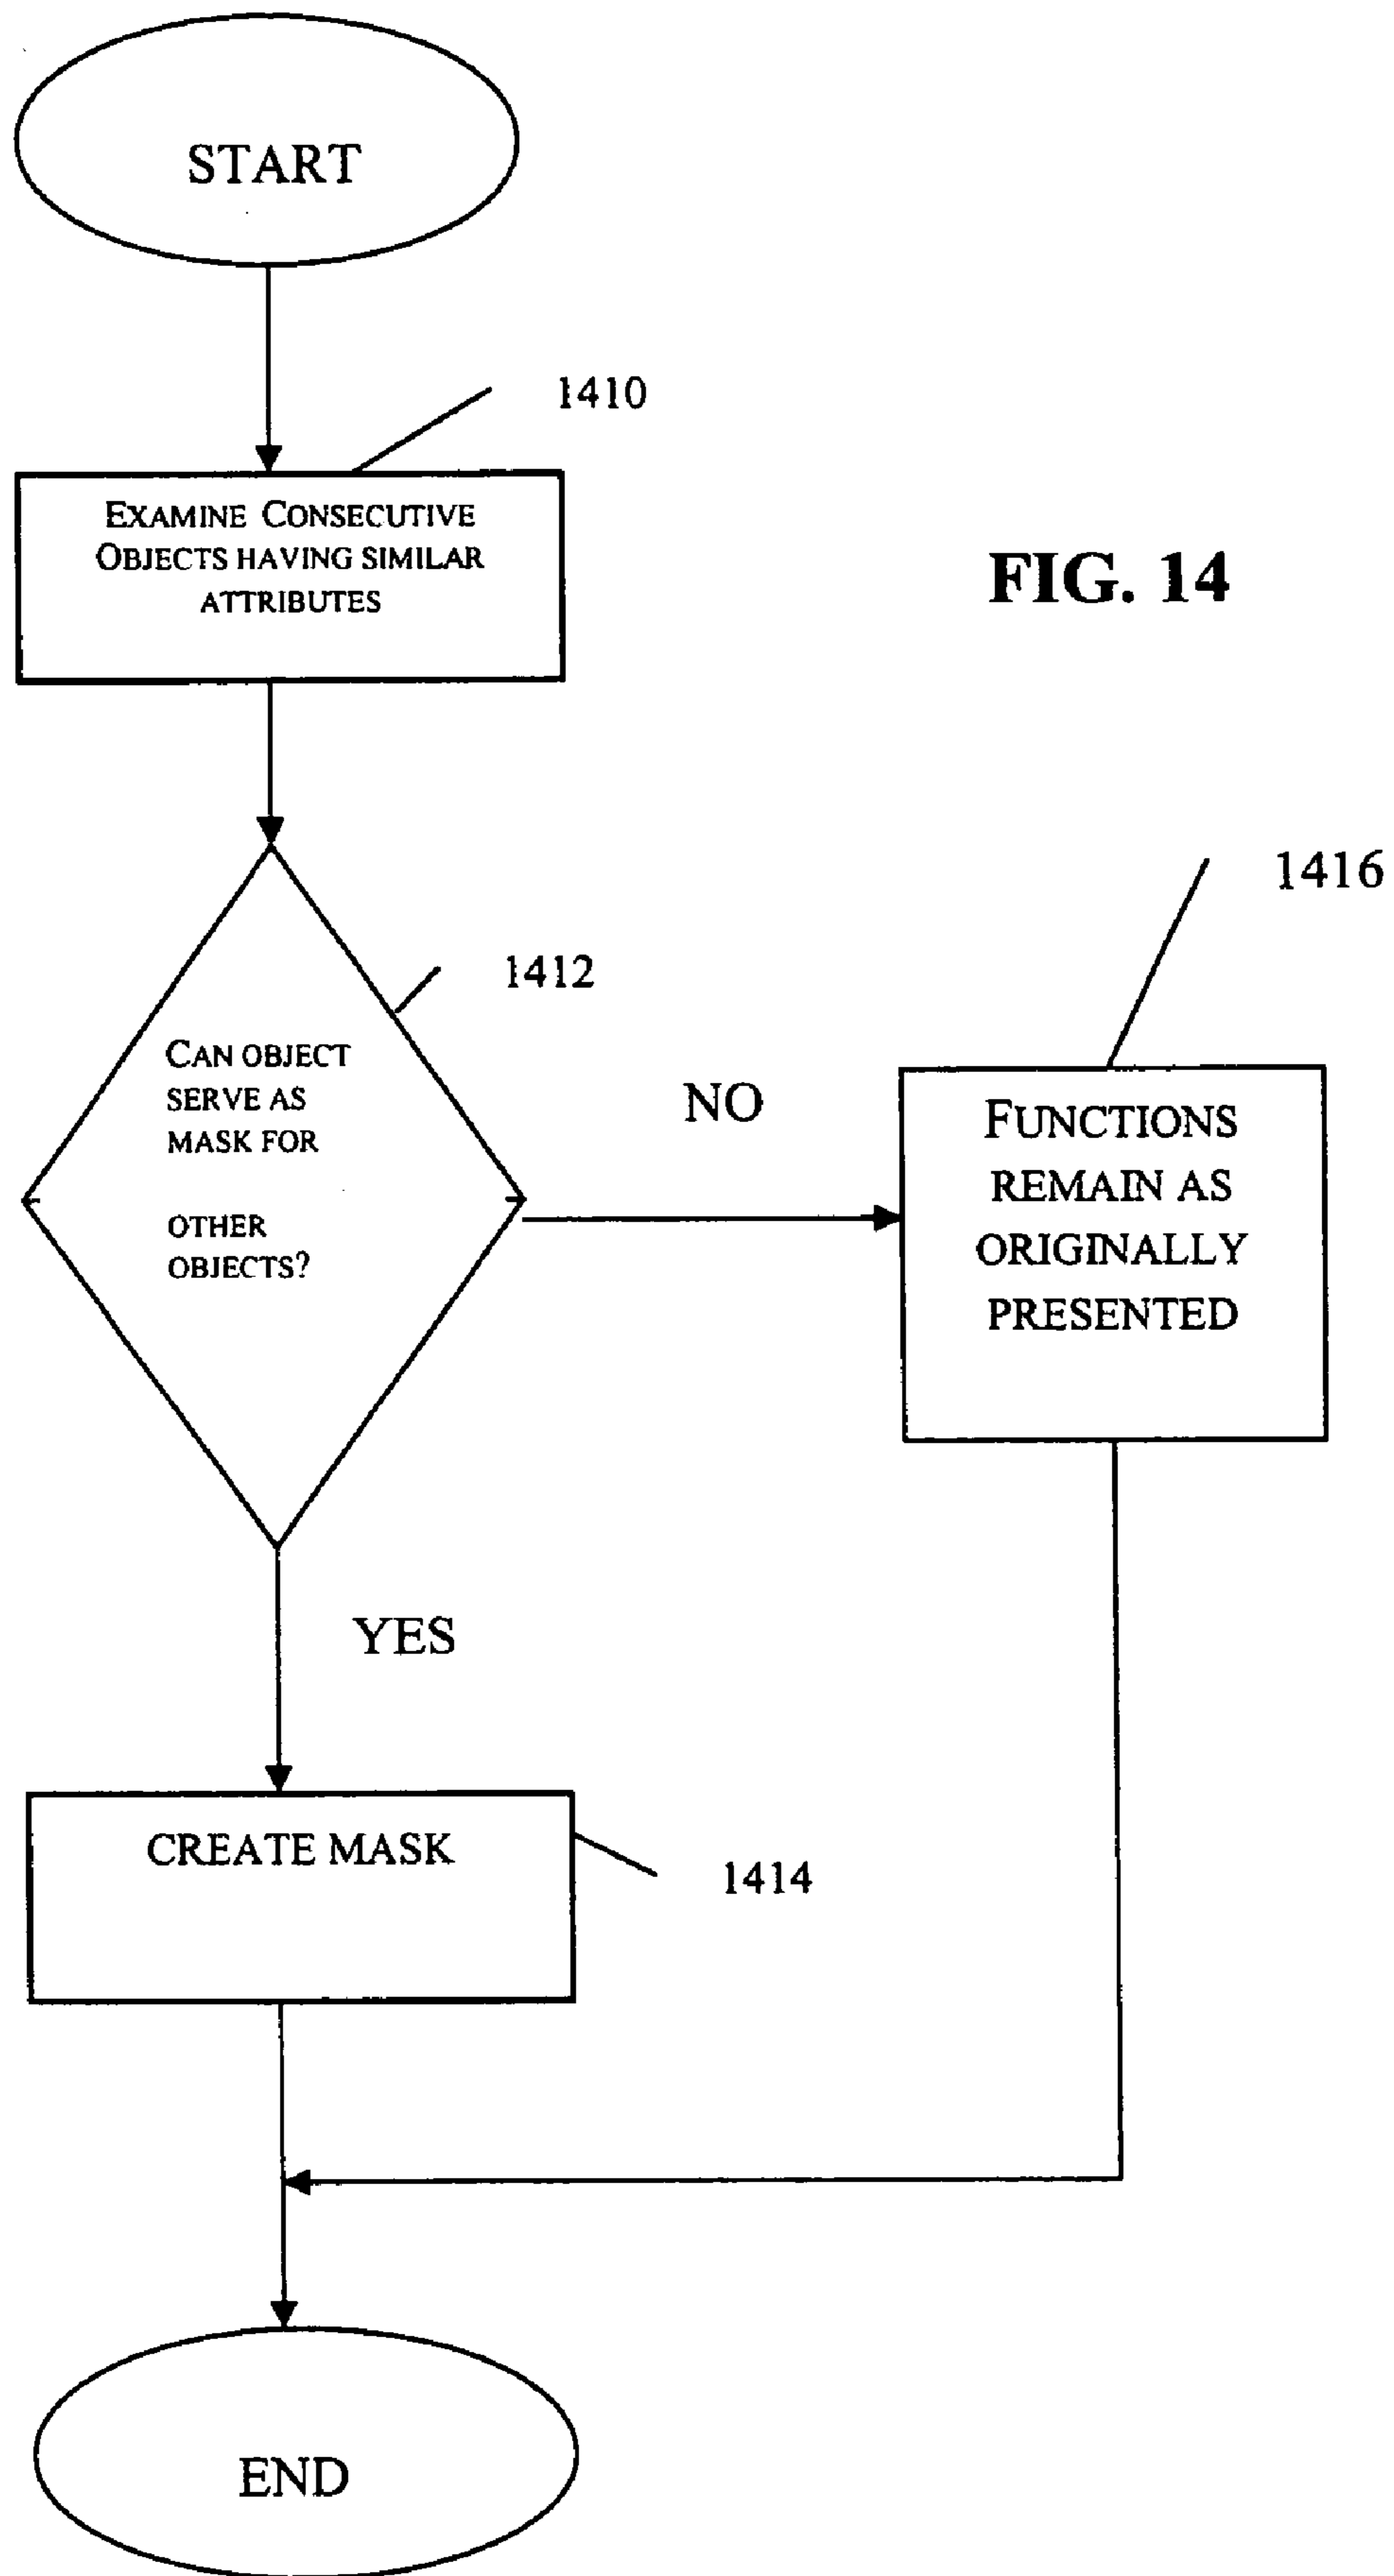 START
1410
EXAMINE CONSECUTIVE
OBJECTS HAVING SIMILAR
ATTRIBUTES
FIG. 14
1412
CAN OBJECT
SERVE AS
MASK FOR
OTHER
OBJECTS?
NO
1416
FUNCTIONS
REMAIN AS
ORIGINALLY
PRESENTED
YES
CREATE MASK
1414
END